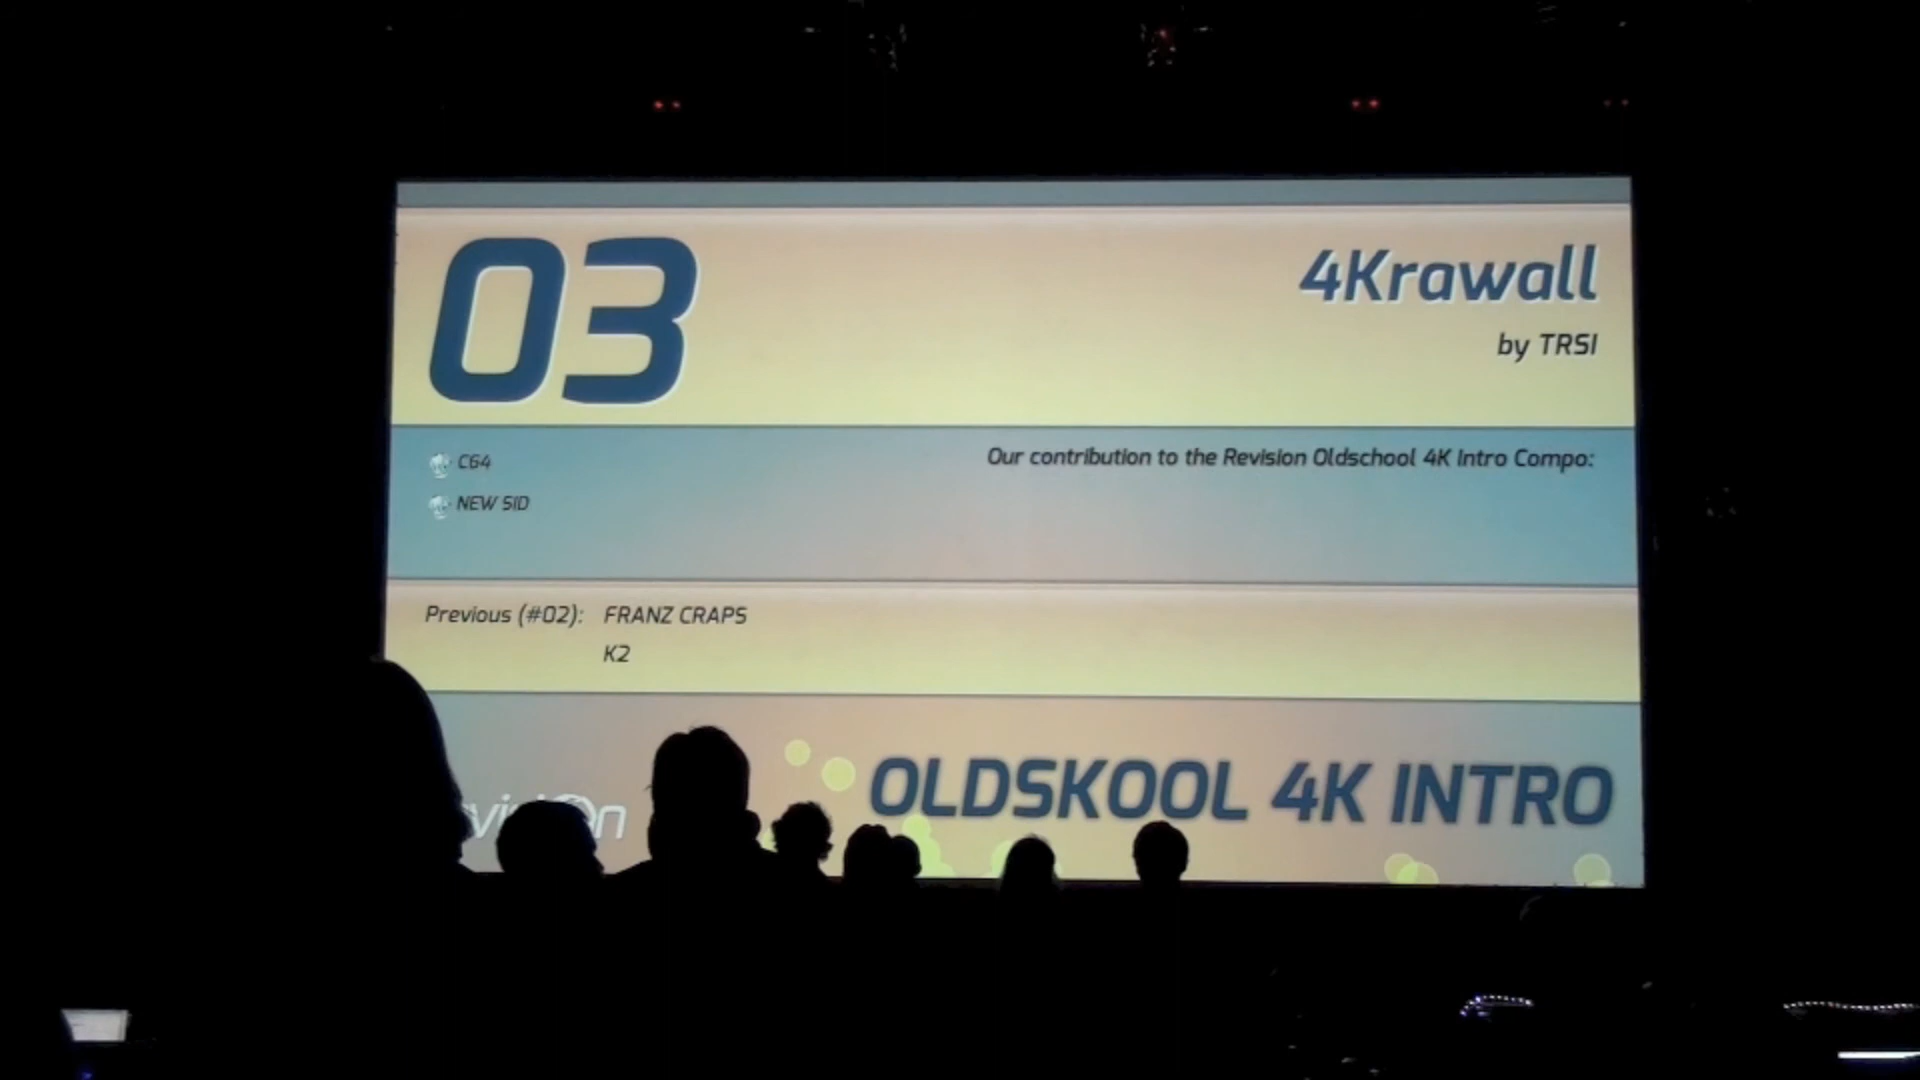 03
4Krawall
by TRSI
C64
NEW SID
Our contribution to the Revision Oldschool 4K Intro Compo:
Previous (#02): FRANZ CRAPS
K2
OLDSKOOL 4K INTRO